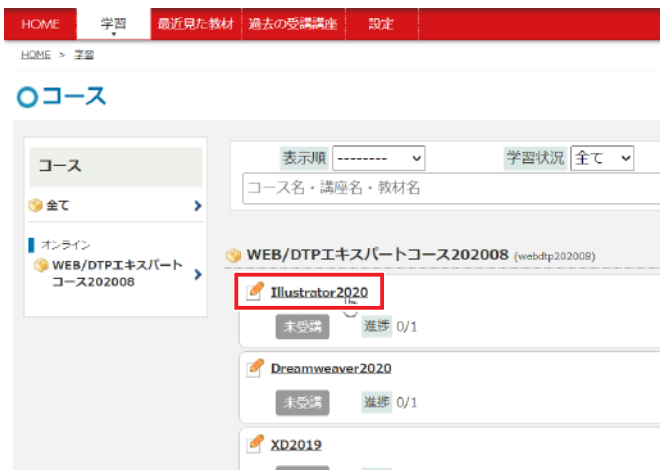 HOME 学習 最近見た教材 過去の受講講座 設定
HOME > 学習
コース
コース
全て
オンライン
WEB/DTPエキスパート
コース202008
表示順 -------- 学習状況 全て
コース名・講座名・教材名
WEB/DTPエキスパートコース202008 (webdtp202008)
Illustrator2020
未受講 進捗 0/1
Dreamweaver2020
未受講 進捗 0/1
XD2019